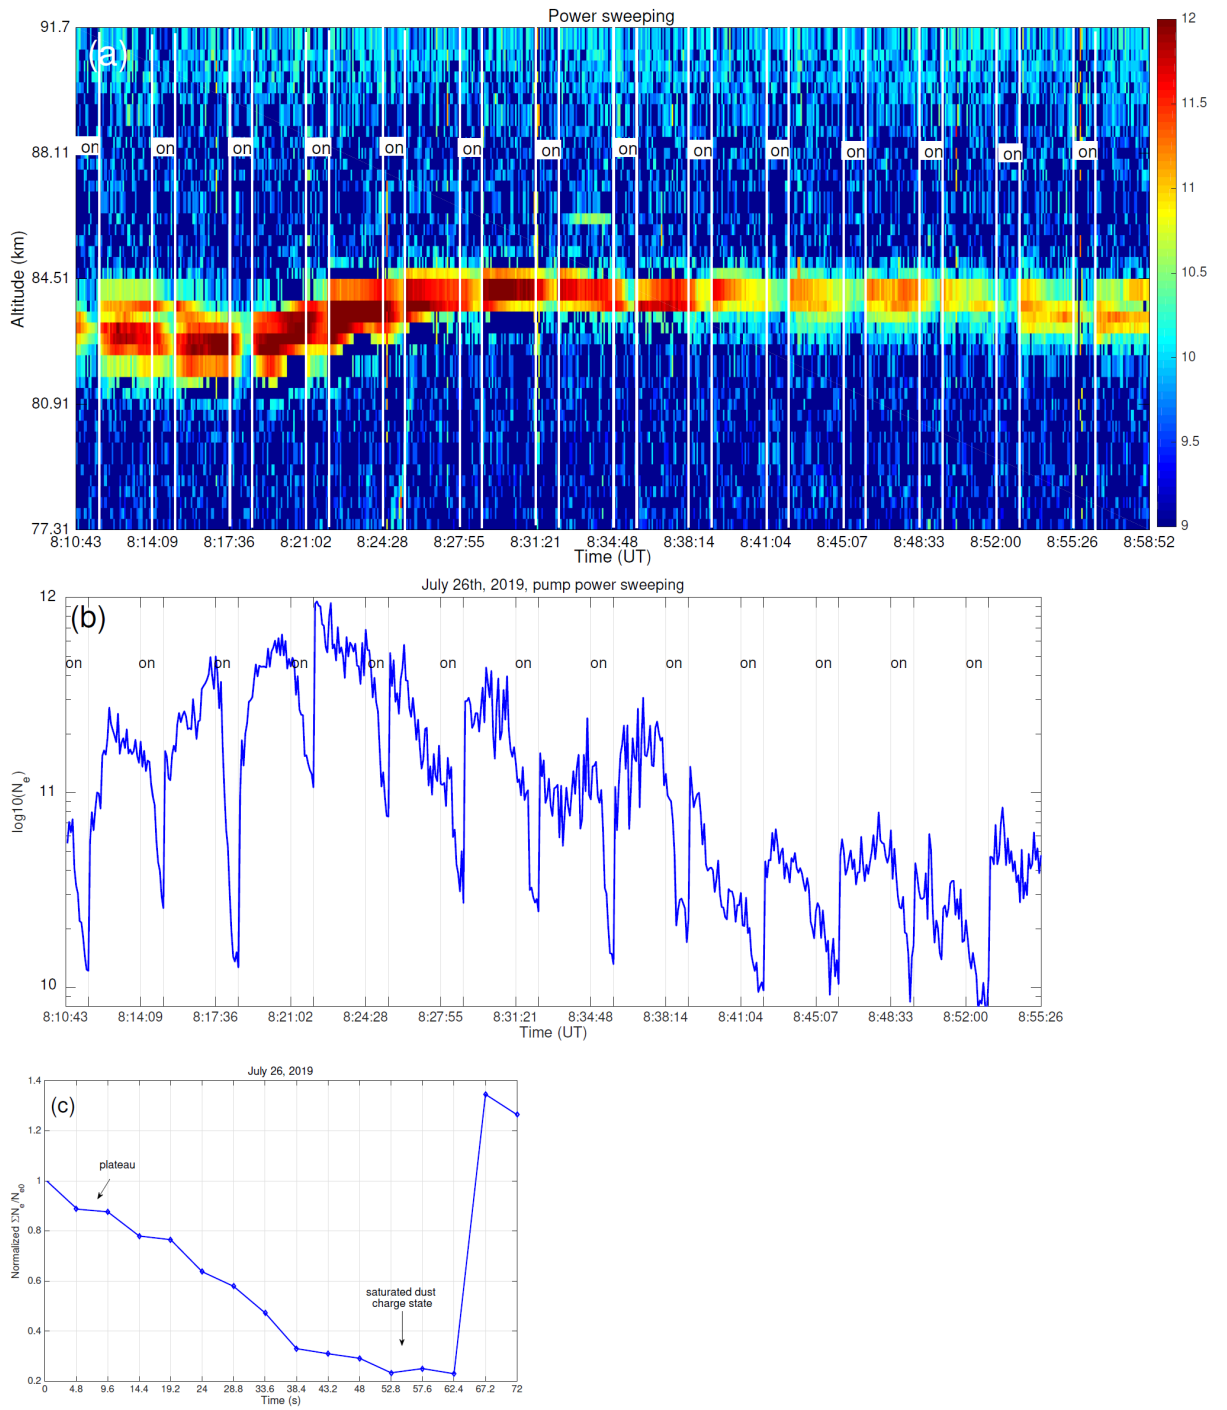 Power sweeping
(a)
91.7
88.11
84.51
80.91
77.31
Altitude (km)
on on on on on on on on on on on on on on
8:10:43 8:14:09 8:17:36 8:21:02 8:24:28 8:27:55 8:31:21 8:34:48 8:38:14 8:41:04 8:45:07 8:48:33 8:52:00 8:55:26 8:58:52
Time (UT)
12
11.5
11
10.5
10
9.5
9
July 26th, 2019, pump power sweeping
(b)
12
11
10
log10(N_e)
on on on on on on on on on on on on on
8:10:43 8:14:09 8:17:36 8:21:02 8:24:28 8:27:55 8:31:21 8:34:48 8:38:14 8:41:04 8:45:07 8:48:33 8:52:00 8:55:26
Time (UT)
July 26, 2019
(c)
1.4
1.2
1
0.8
0.6
0.4
0.2
Normalized ΣN_e/N_e0
plateau
saturated dust
charge state
0 4.8 9.6 14.4 19.2 24 28.8 33.6 38.4 43.2 48 52.8 57.6 62.4 67.2 72
Time (s)